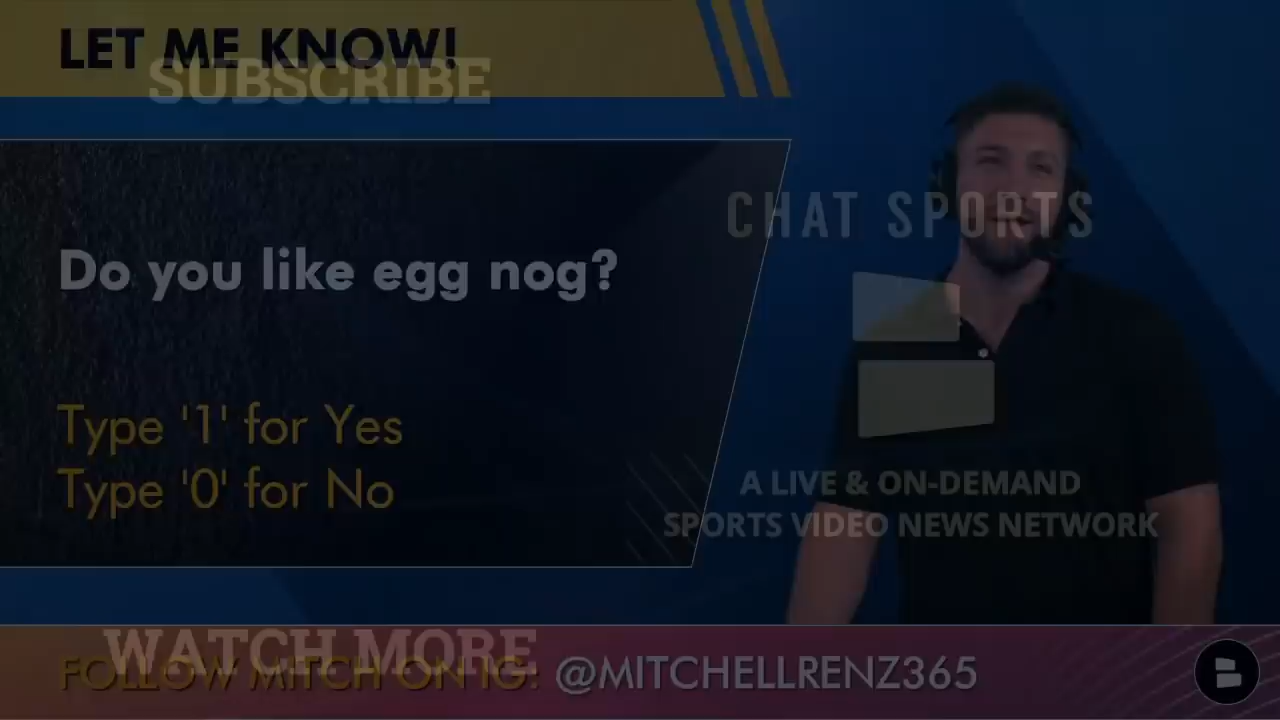 LET ME KNOW!
SUBSCRIBE
CHAT SPORTS
Do you like egg nog?
Type '1' for Yes
Type '0' for No
A LIVE & ON-DEMAND
SPORTS VIDEO NEWS NETWORK
WATCH MORE
FOLLOW MITCH ON IG: @MITCHELLRENZ365